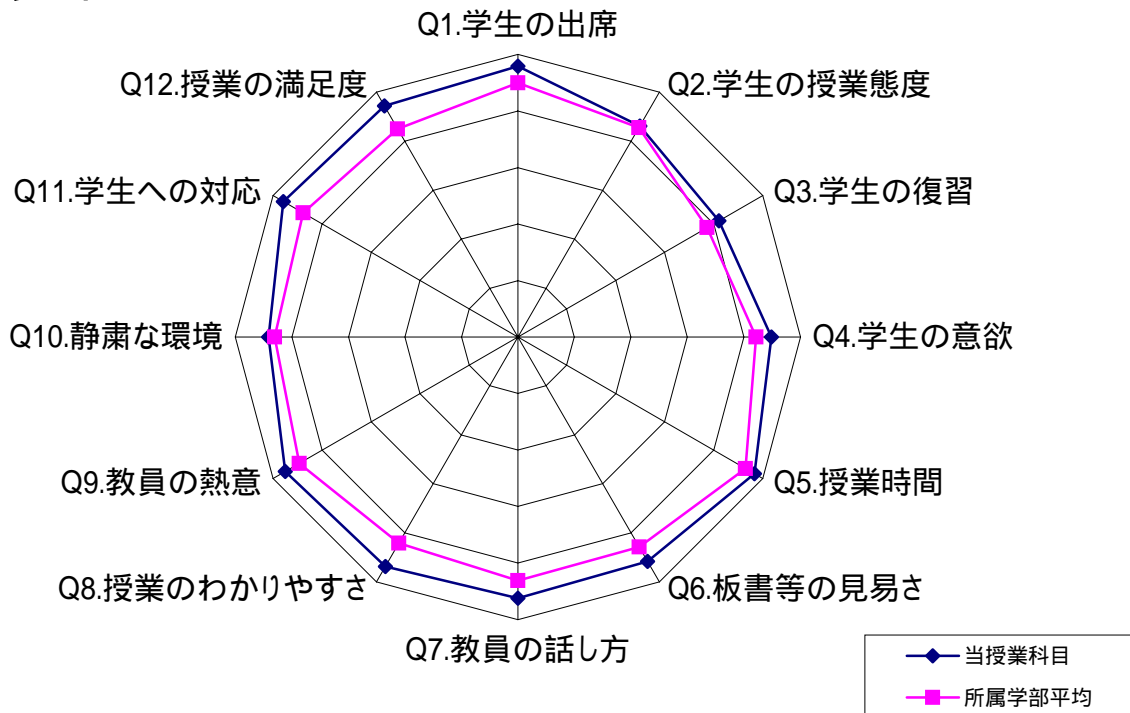 Q1.学生の出席
Q2.学生の授業態度
Q3.学生の復習
Q4.学生の意欲
Q5.授業時間
Q6.板書等の見易さ
Q7.教員の話し方
Q8.授業のわかりやすさ
Q9.教員の熱意
Q10.静粛な環境
Q11.学生への対応
Q12.授業の満足度
当授業科目
所属学部平均